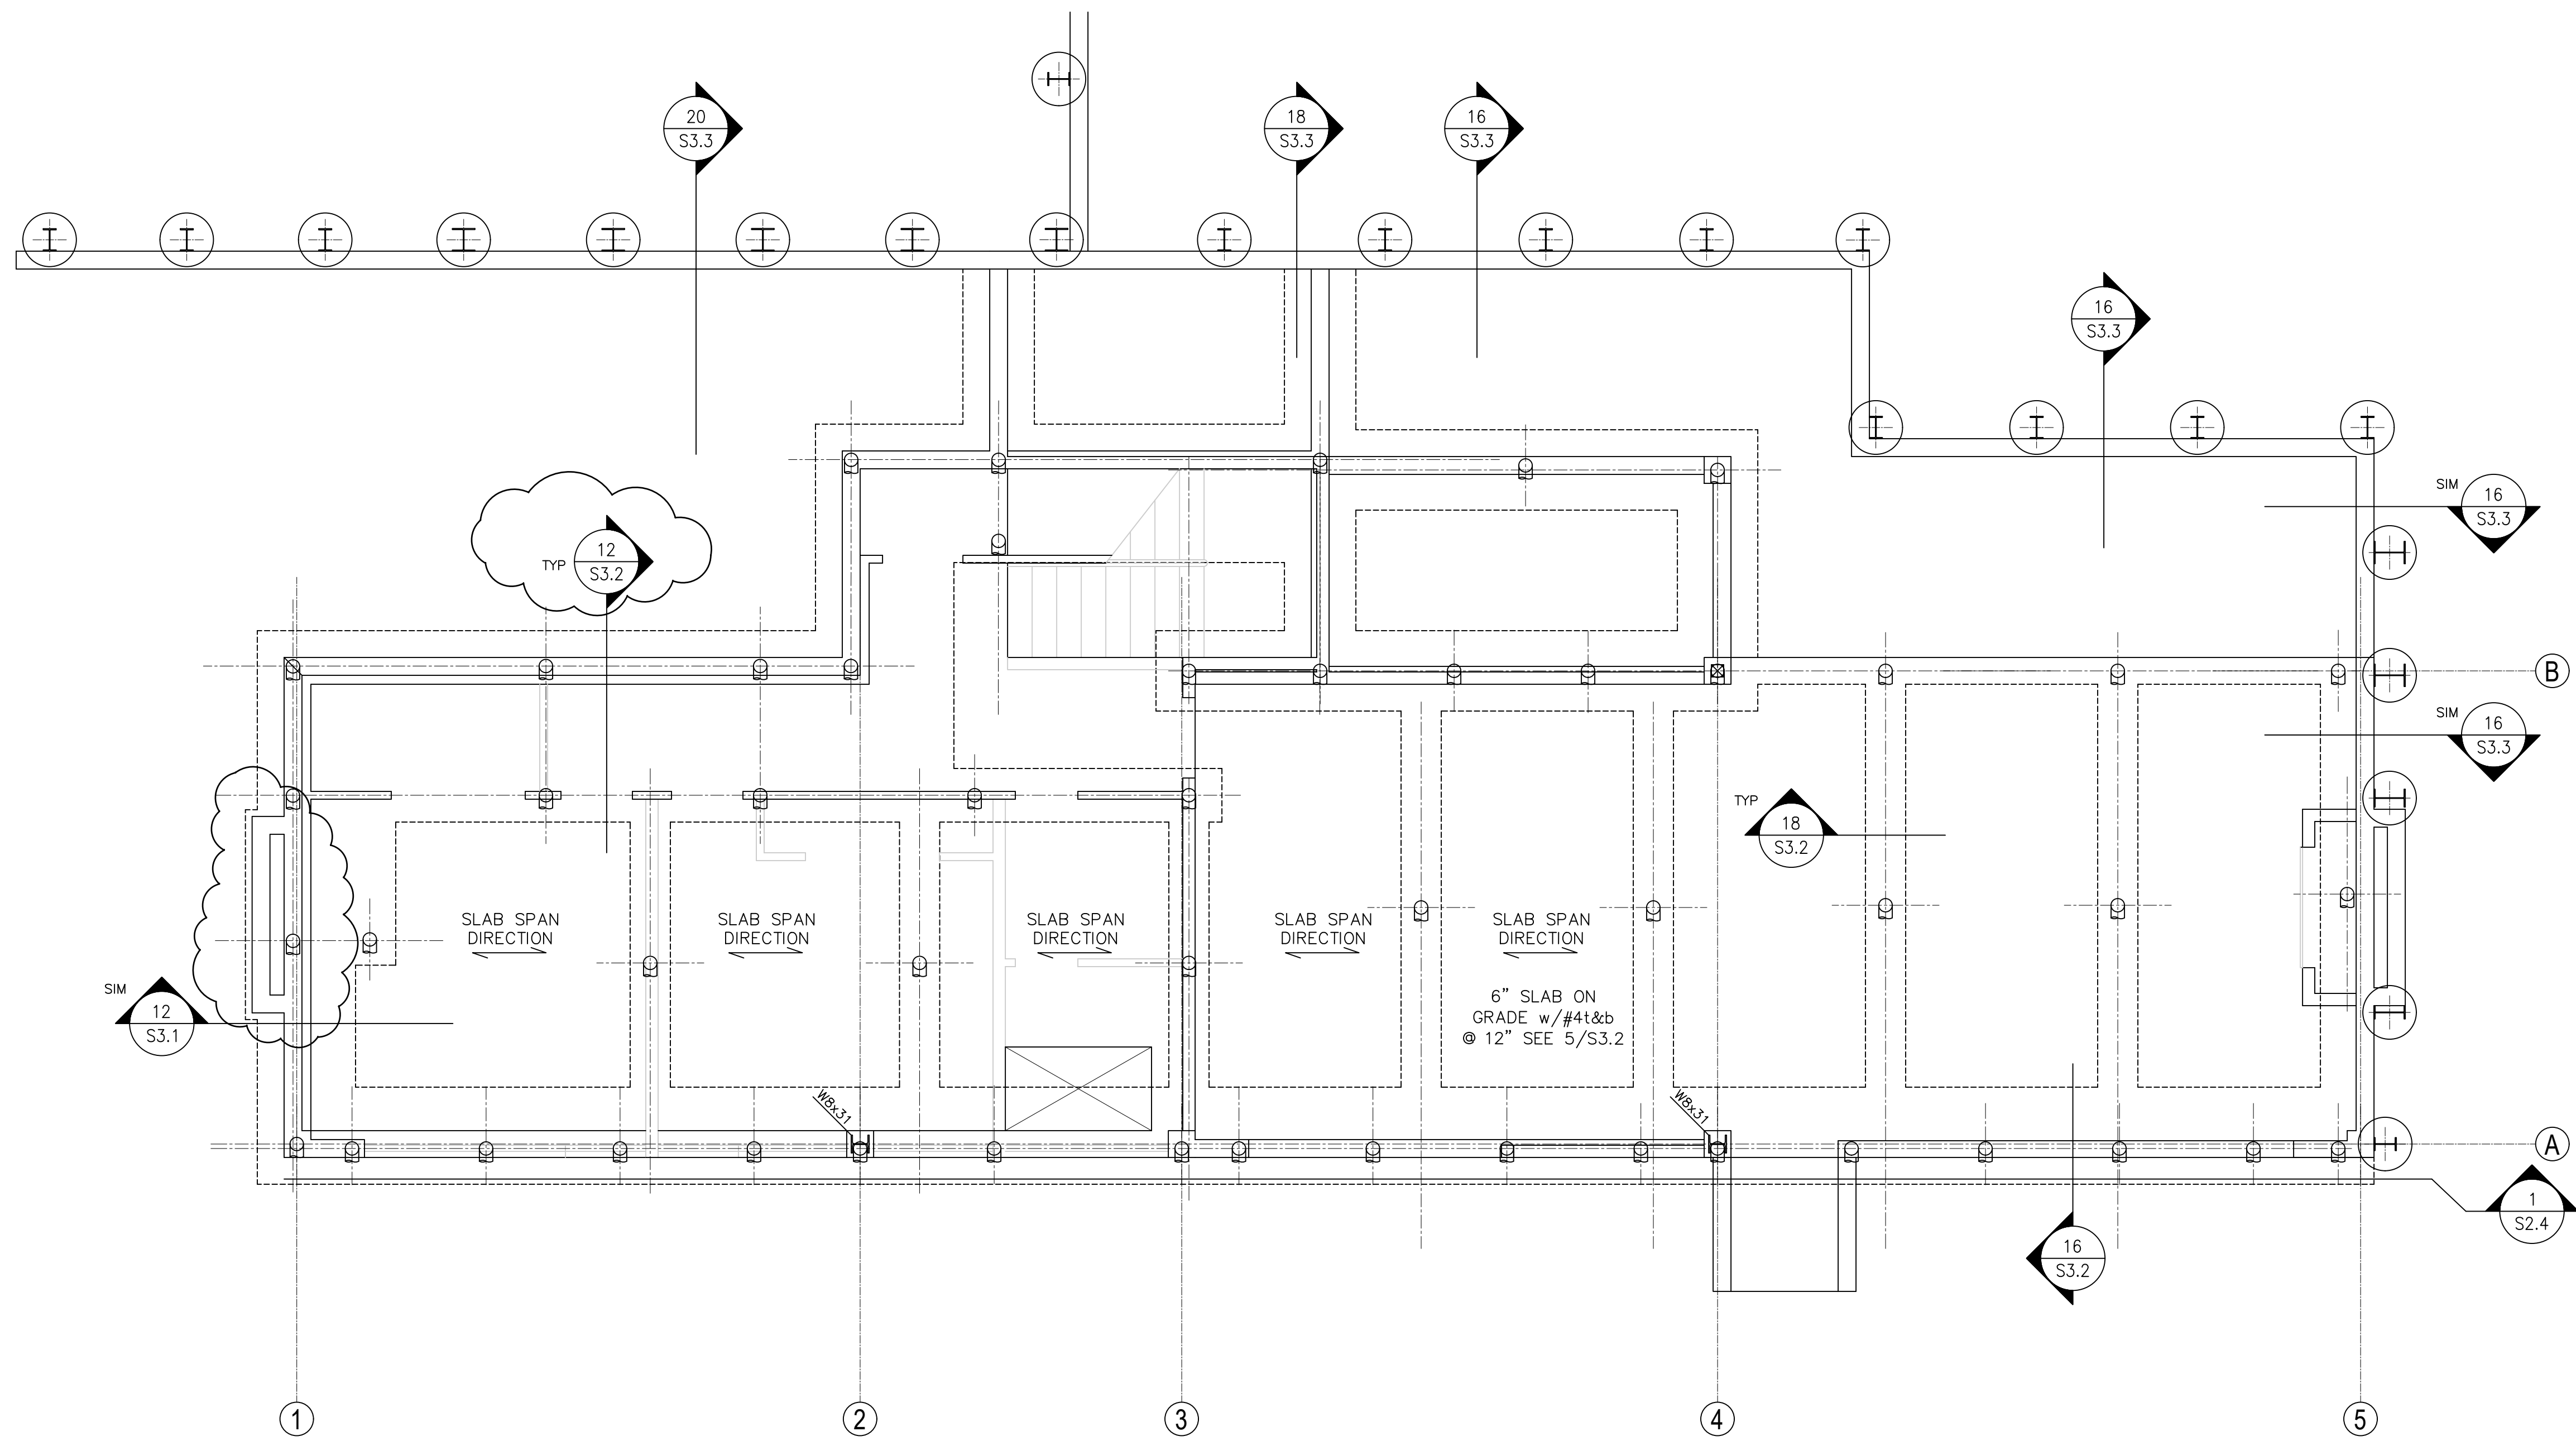 20
S3.3
18
S3.3
16
S3.3
16
S3.3
SIM
16
S3.3
TYP
12
S3.2
B
SIM
16
S3.3
TYP
18
S3.2
SLAB SPAN
DIRECTION
SLAB SPAN
DIRECTION
SLAB SPAN
DIRECTION
SLAB SPAN
DIRECTION
SLAB SPAN
DIRECTION
6" SLAB ON
GRADE w/#4t&b
@ 12" SEE 5/S3.2
SIM
12
S3.1
W8x31
W8x31
A
1
S2.4
16
S3.2
1
2
3
4
5